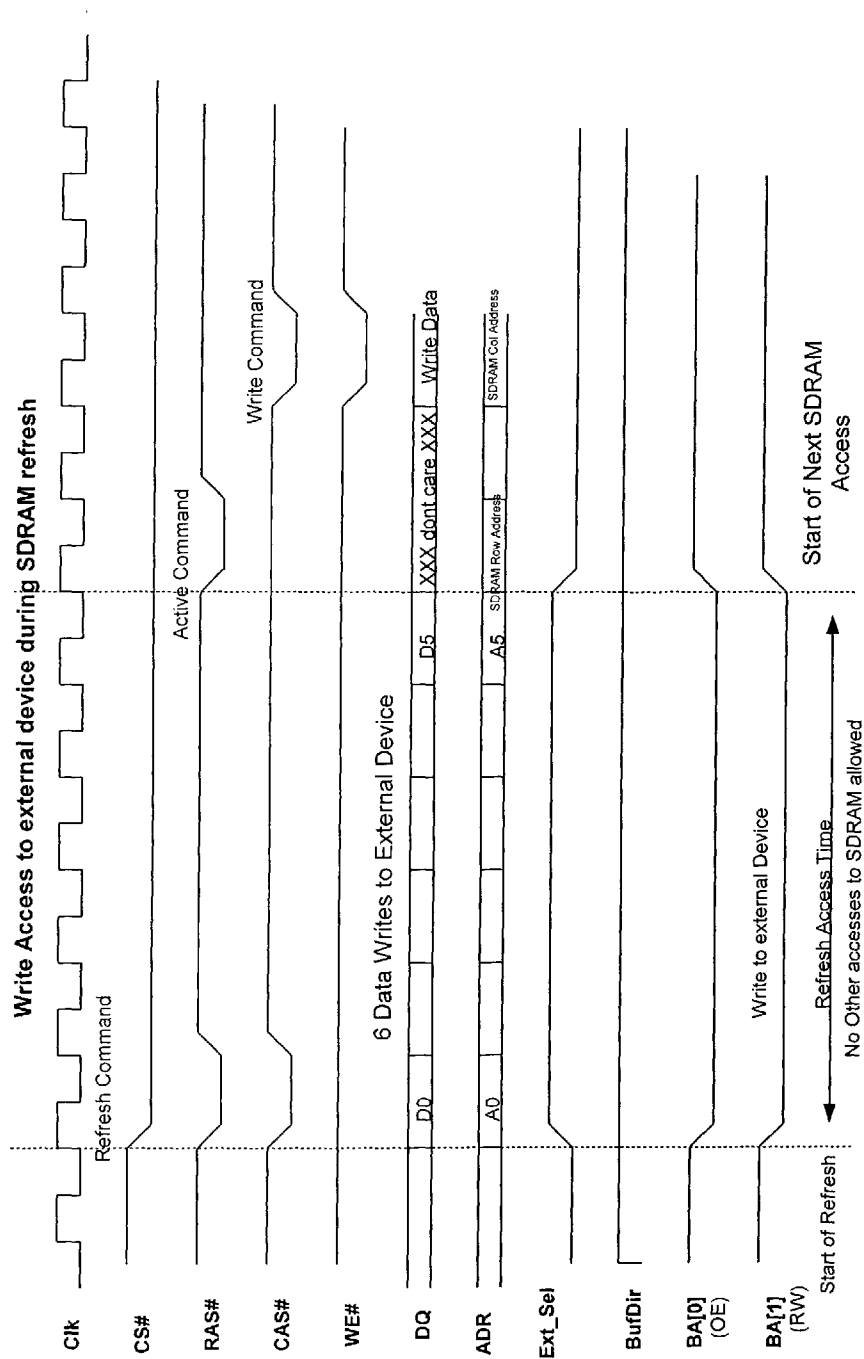 Write Access to external device during SDRAM refresh
Clk
Refresh Command
CS#
Active Command
RAS#
CAS#
Write Command
WE#
6 Data Writes to External Device
DQ
D0
D5
XXX dont care XXX
Write Data
ADR
A0
A5
SDRAM Row Address
SDRAM Col Address
Ext_Sel
BufDir
BA[0]
(OE)
BA[1]
(RW)
Write to external Device
Start of Refresh
Refresh Access Time
No Other accesses to SDRAM allowed
Start of Next SDRAM
Access